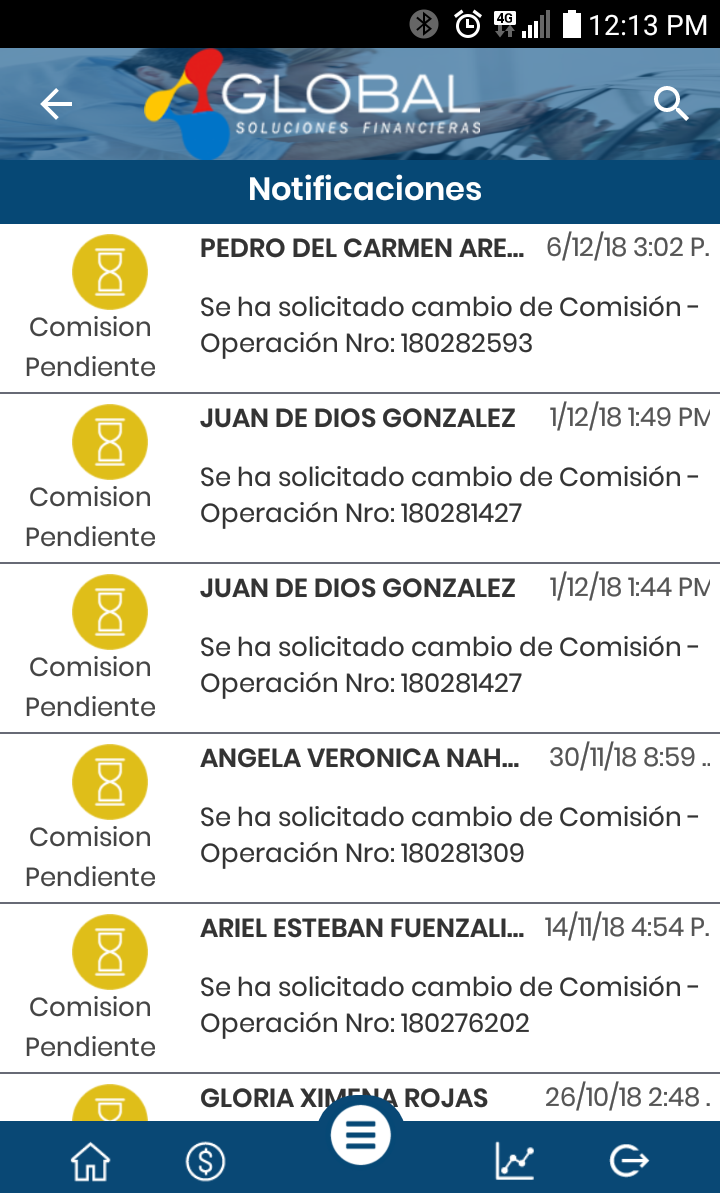 4G 12:13 PM
GLOBAL
SOLUCIONES FINANCIERAS
Notificaciones
PEDRO DEL CARMEN ARE... 6/12/18 3:02 P.
Se ha solicitado cambio de Comisión -
Operación Nro: 180282593
Comision
Pendiente
JUAN DE DIOS GONZALEZ 1/12/18 1:49 PM
Se ha solicitado cambio de Comisión -
Operación Nro: 180281427
Comision
Pendiente
JUAN DE DIOS GONZALEZ 1/12/18 1:44 PM
Se ha solicitado cambio de Comisión -
Operación Nro: 180281427
Comision
Pendiente
ANGELA VERONICA NAH... 30/11/18 8:59 ..
Se ha solicitado cambio de Comisión -
Operación Nro: 180281309
Comision
Pendiente
ARIEL ESTEBAN FUENZALI... 14/11/18 4:54 P.
Se ha solicitado cambio de Comisión -
Operación Nro: 180276202
Comision
Pendiente
GLORIA XIMENA ROJAS 26/10/18 2:48 .